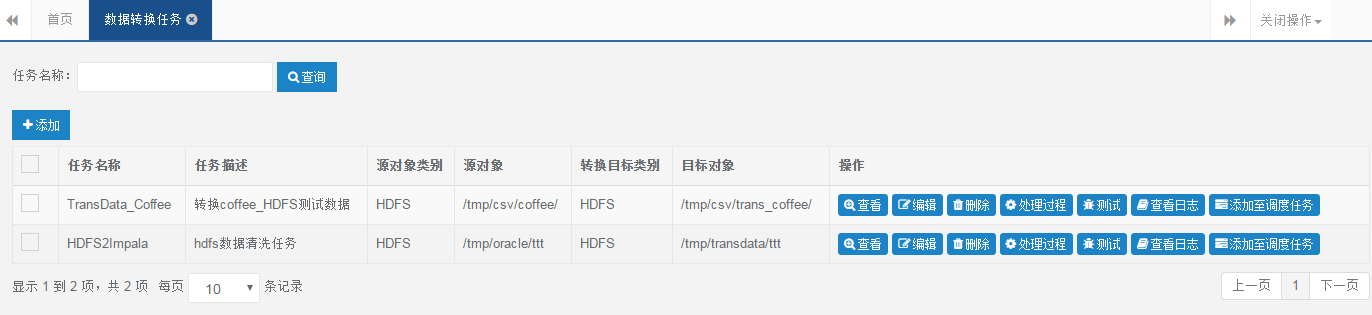 首页 数据转换任务 关闭操作
任务名称: 查询
添加
任务名称 任务描述 源对象类别 源对象 转换目标类别 目标对象 操作
TransData_Coffee 转换coffee_HDFS测试数据 HDFS /tmp/csv/coffee/ HDFS /tmp/csv/trans_coffee/ 查看 编辑 删除 处理过程 测试 查看日志 添加至调度任务
HDFS2Impala hdfs数据清洗任务 HDFS /tmp/oracle/ttt HDFS /tmp/transdata/ttt 查看 编辑 删除 处理过程 测试 查看日志 添加至调度任务
显示 1 到 2 项，共 2 项 每页 10 条记录 上一页 1 下一页